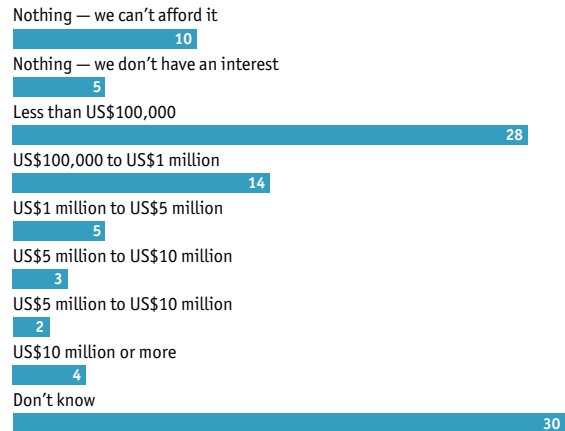 Nothing — we can’t afford it
10
Nothing — we don’t have an interest
5
Less than US$100,000
28
US$100,000 to US$1 million
14
US$1 million to US$5 million
5
US$5 million to US$10 million
3
US$5 million to US$10 million
2
US$10 million or more
4
Don’t know
30